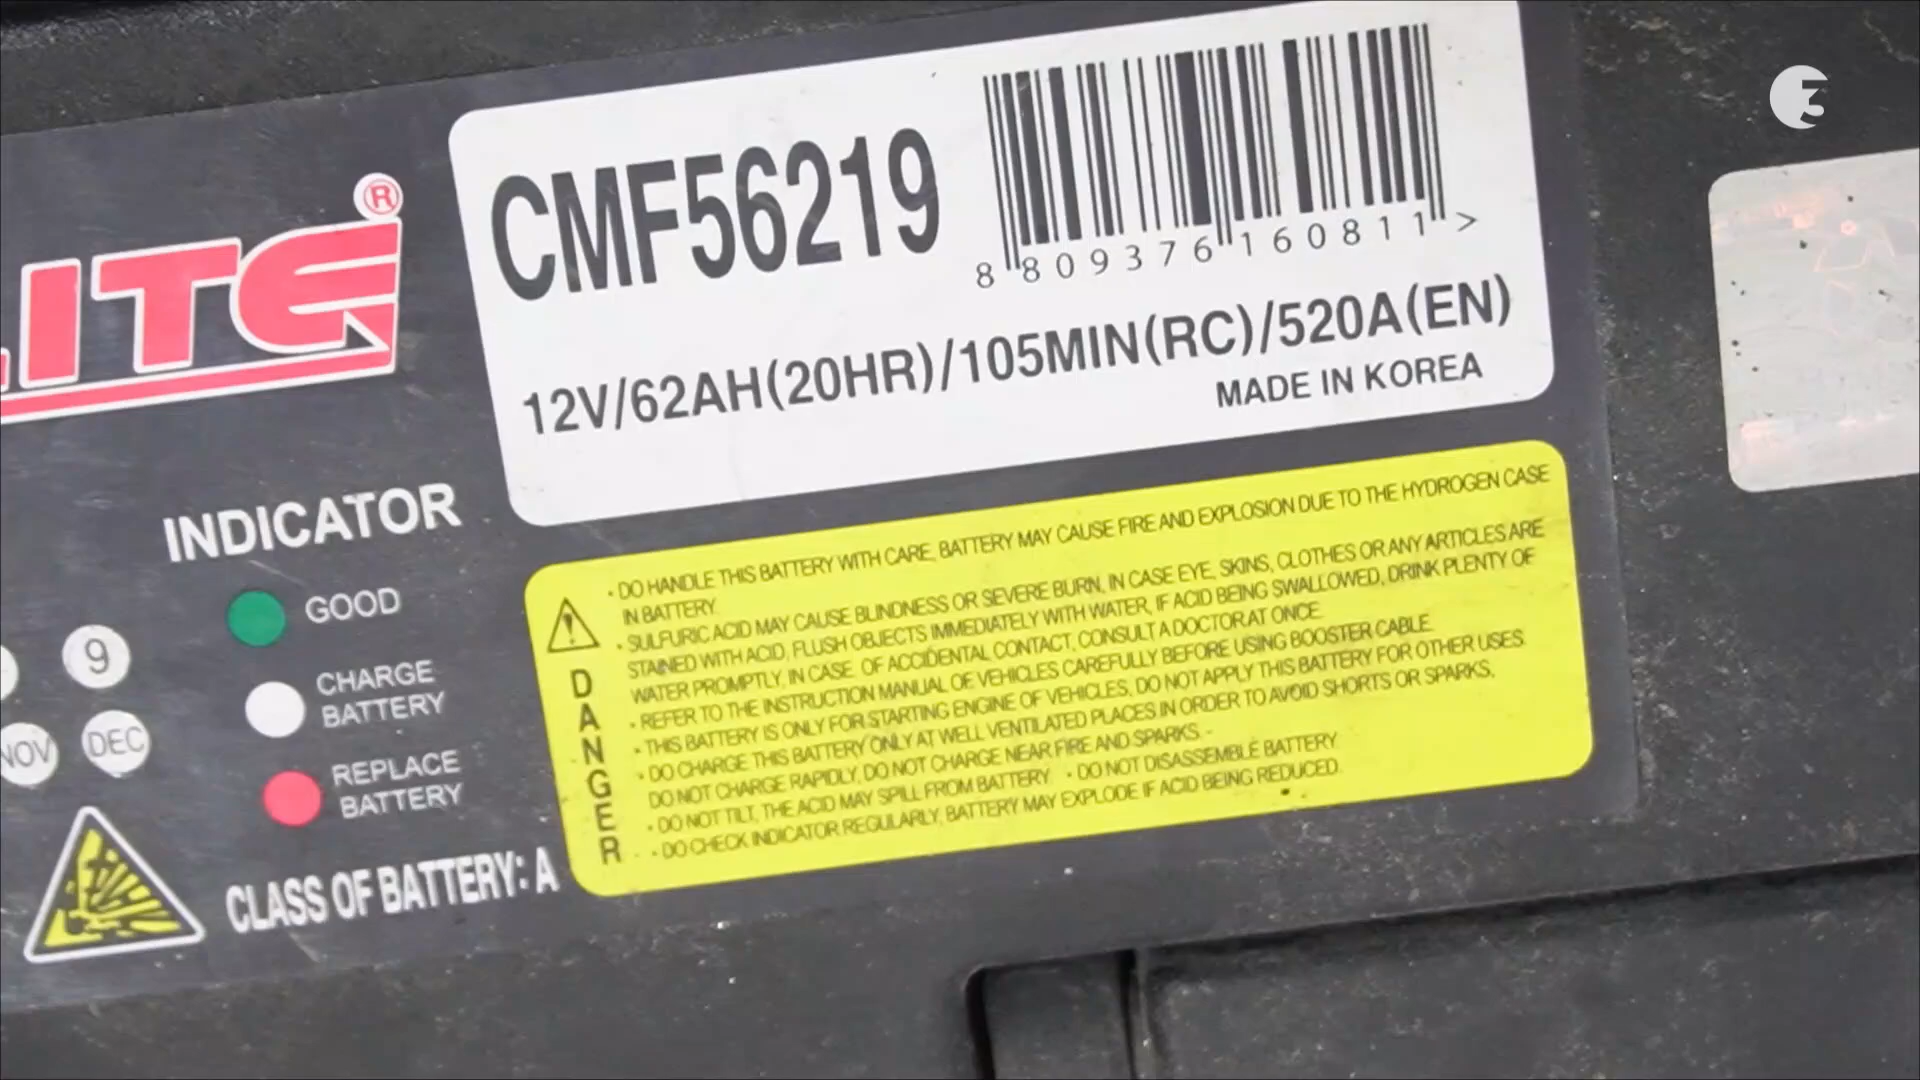 CMF56219
8 809376 160811 >
12V/62AH(20HR)/105MIN(RC)/520A(EN)
MADE IN KOREA
ITE®
INDICATOR
GOOD
CHARGE
BATTERY
REPLACE
BATTERY
9
NOV
DEC
CLASS OF BATTERY: A
DANGER
· DO HANDLE THIS BATTERY WITH CARE, BATTERY MAY CAUSE FIRE AND EXPLOSION DUE TO THE HYDROGEN CASE
IN BATTERY.
· SULFURIC ACID MAY CAUSE BLINDNESS OR SEVERE BURN, IN CASE EYE, SKINS, CLOTHES OR ANY ARTICLES ARE
STAINED WITH ACID, FLUSH OBJECTS IMMEDIATELY WITH WATER, IF ACID BEING SWALLOWED, DRINK PLENTY OF
WATER PROMPTLY. IN CASE OF ACCIDENTAL CONTACT, CONSULT A DOCTOR AT ONCE.
· REFER TO THE INSTRUCTION MANUAL OF VEHICLES CAREFULLY BEFORE USING BOOSTER CABLE.
· THIS BATTERY IS ONLY FOR STARTING ENGINE OF VEHICLES, DO NOT APPLY THIS BATTERY FOR OTHER USES.
· DO CHARGE THIS BATTERY ONLY AT WELL VENTILATED PLACES IN ORDER TO AVOID SHORTS OR SPARKS,
DO NOT CHARGE RAPIDLY, DO NOT CHARGE NEAR FIRE AND SPARKS.
· DO NOT TILT, THE ACID MAY SPILL FROM BATTERY. · DO NOT DISASSEMBLE BATTERY.
· DO CHECK INDICATOR REGULARLY, BATTERY MAY EXPLODE IF ACID BEING REDUCED.
3